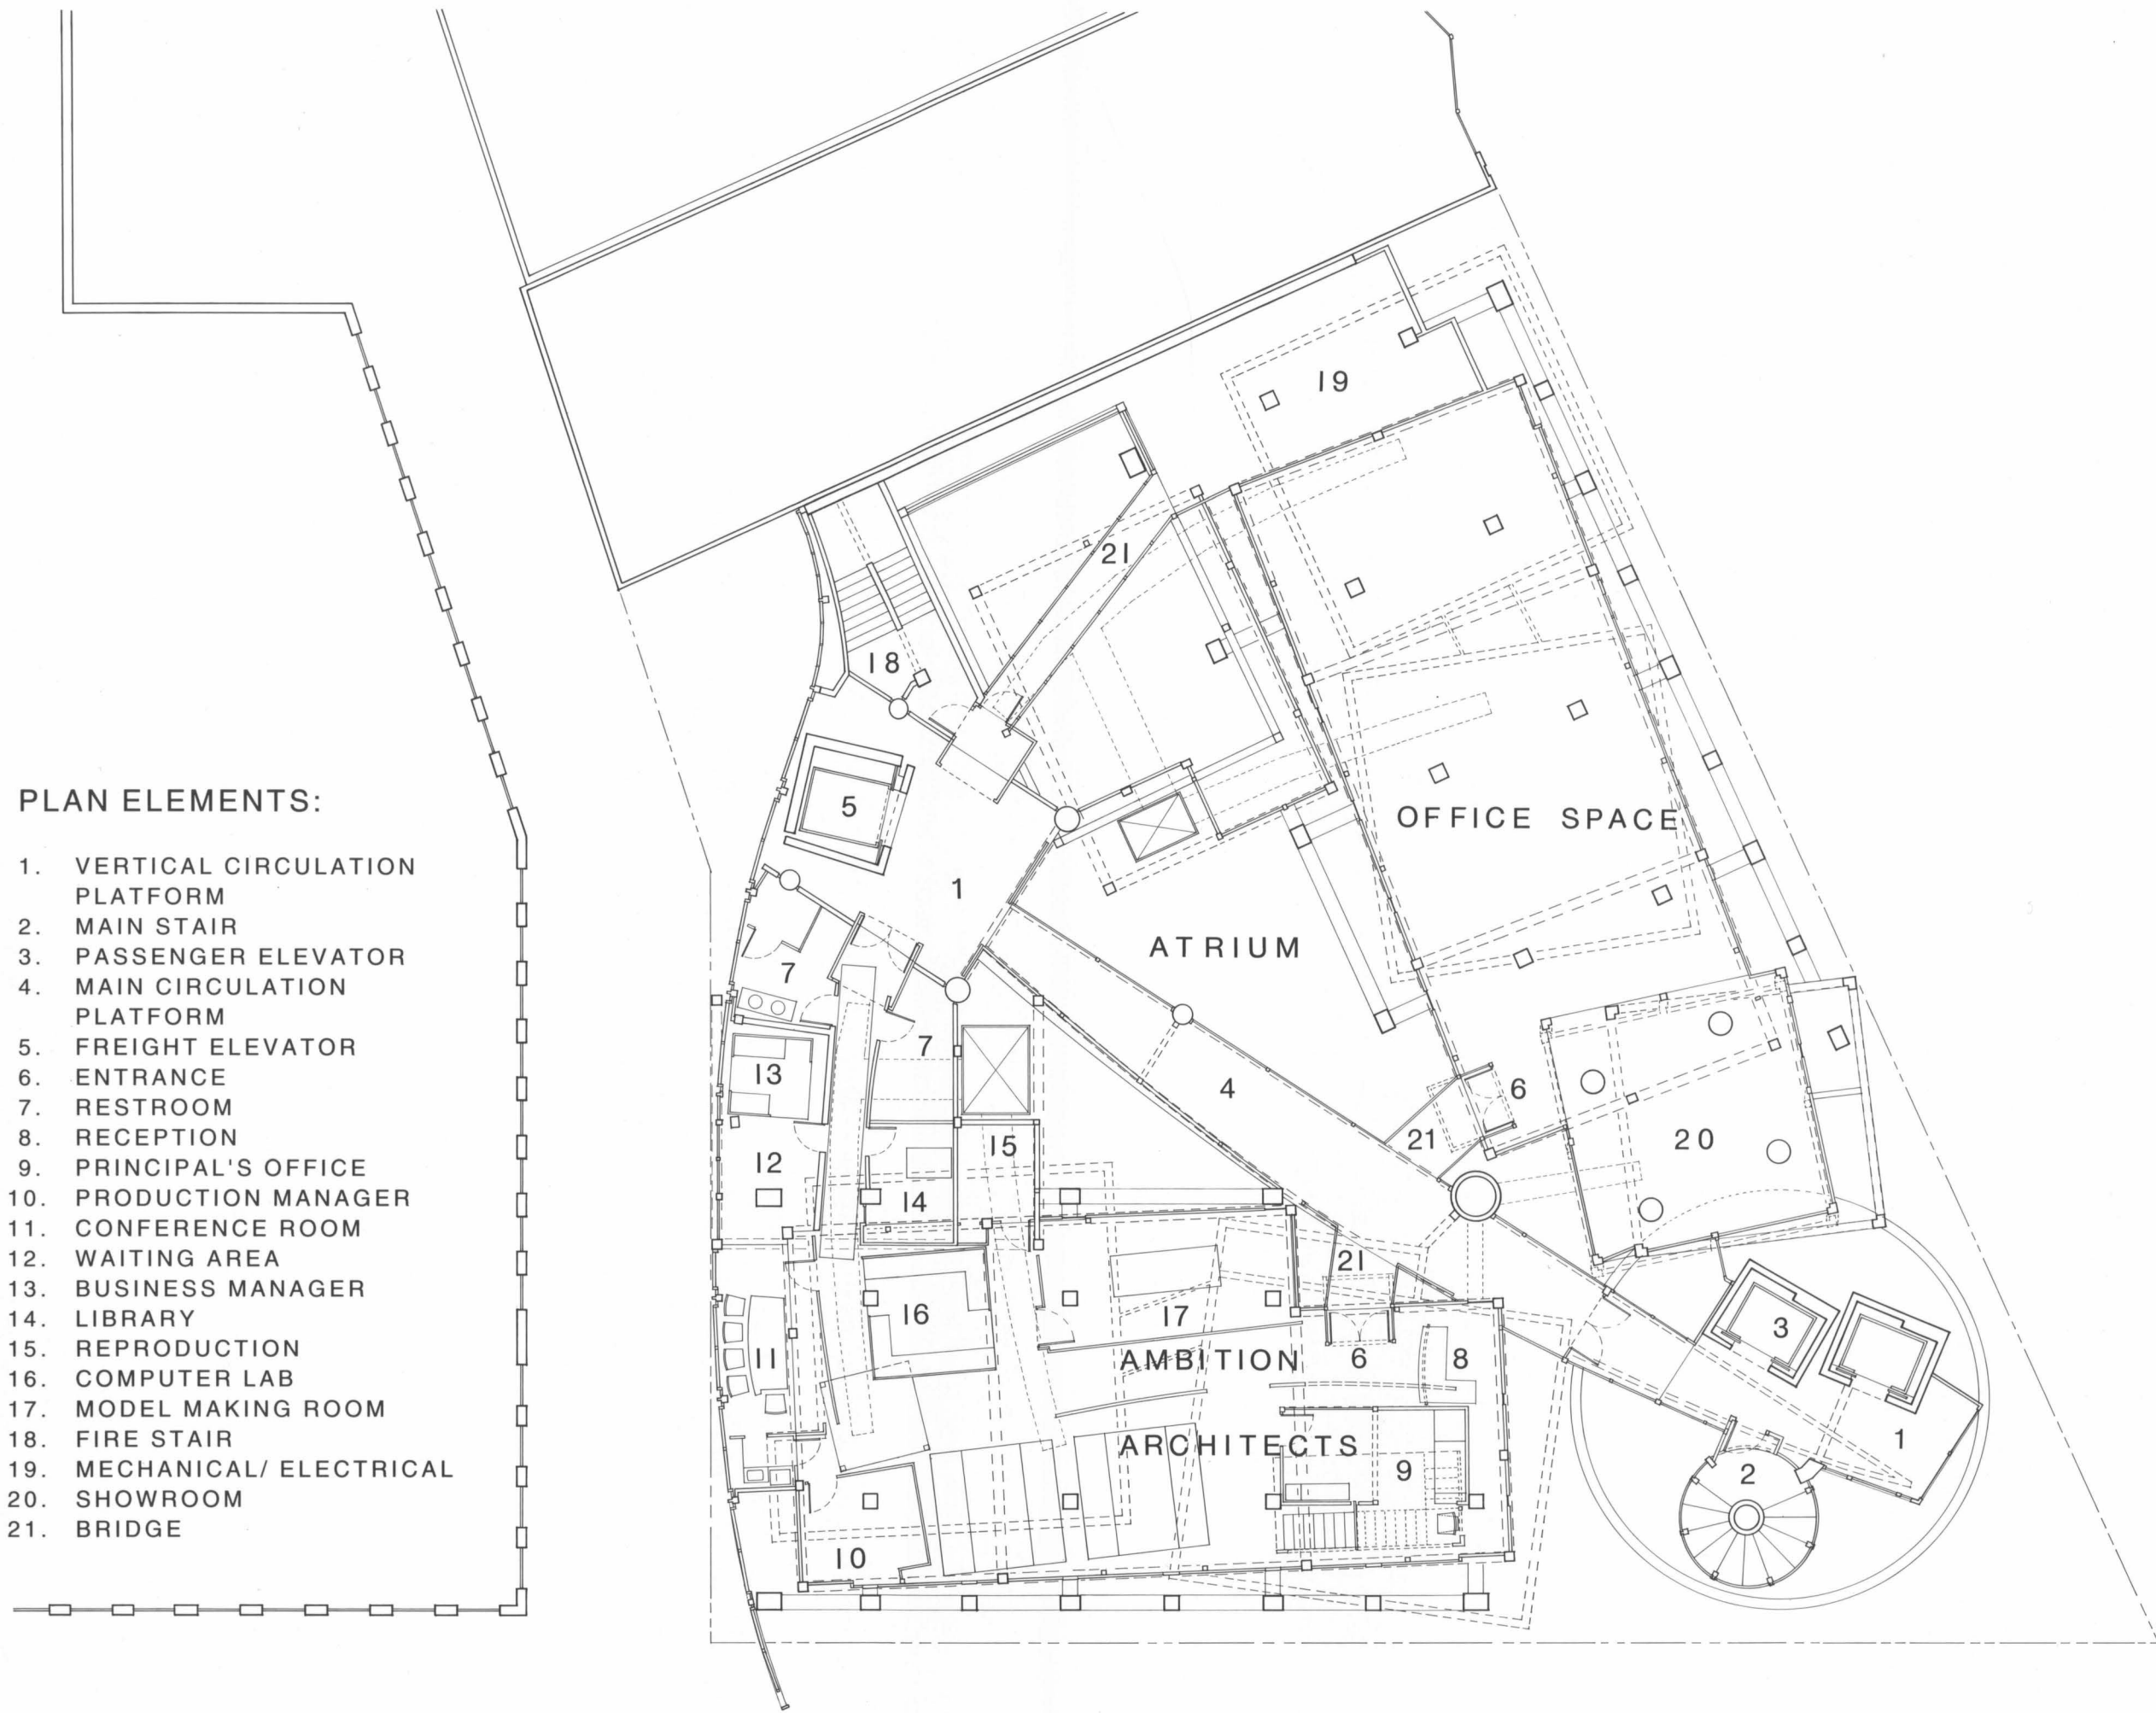 PLAN ELEMENTS:
1. VERTICAL CIRCULATION
PLATFORM
2. MAIN STAIR
3. PASSENGER ELEVATOR
4. MAIN CIRCULATION
PLATFORM
5. FREIGHT ELEVATOR
6. ENTRANCE
7. RESTROOM
8. RECEPTION
9. PRINCIPAL'S OFFICE
10. PRODUCTION MANAGER
11. CONFERENCE ROOM
12. WAITING AREA
13. BUSINESS MANAGER
14. LIBRARY
15. REPRODUCTION
16. COMPUTER LAB
17. MODEL MAKING ROOM
18. FIRE STAIR
19. MECHANICAL/ ELECTRICAL
20. SHOWROOM
21. BRIDGE
19
21
18
5
OFFICE SPACE
1
ATRIUM
7
7
13
4
6
21
20
15
12
14
21
16
17
3
11
AMBITION
6
8
1
ARCHITECTS
9
2
10